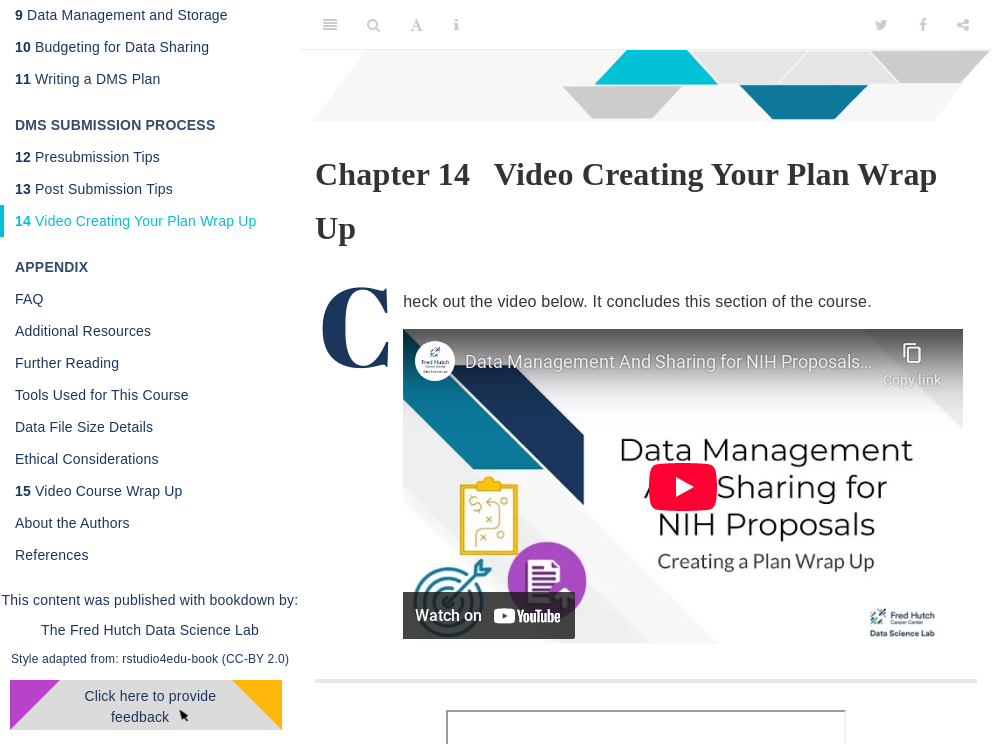 9 Data Management and Storage
10 Budgeting for Data Sharing
11 Writing a DMS Plan
DMS SUBMISSION PROCESS
12 Presubmission Tips
13 Post Submission Tips
14 Video Creating Your Plan Wrap Up
APPENDIX
FAQ
Additional Resources
Further Reading
Tools Used for This Course
Data File Size Details
Ethical Considerations
15 Video Course Wrap Up
About the Authors
References
This content was published with bookdown by:
The Fred Hutch Data Science Lab
Style adapted from: rstudio4edu-book (CC-BY 2.0)
Click here to provide
feedback
Chapter 14 Video Creating Your Plan Wrap
Up
Check out the video below. It concludes this section of the course.
Fred Hutch
Cancer Center
Data Science Lab
Data Management And Sharing for NIH Proposals...
Copy link
Data Management
Sharing for
NIH Proposals
Creating a Plan Wrap Up
Watch on YouTube
Fred Hutch
Cancer Center
Data Science Lab